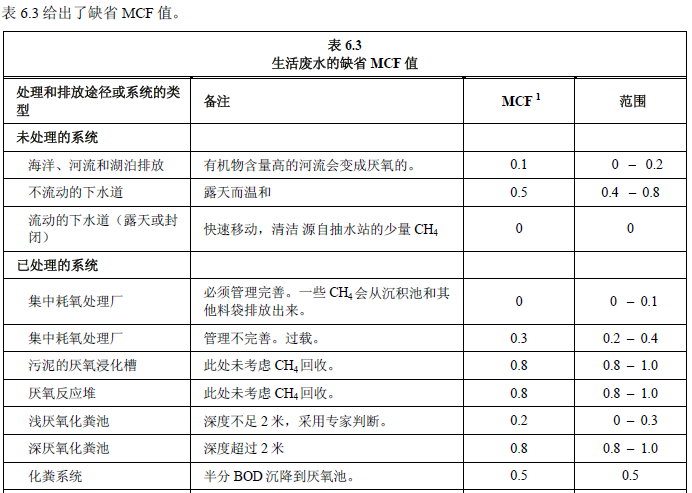 表 6.3 给出了缺省 MCF 值。
表 6.3
生活废水的缺省 MCF 值
处理和排放途径或系统的类型 备注 MCF 1 范围
未处理的系统
海洋、河流和湖泊排放 有机物含量高的河流会变成厌氧的。 0.1 0 – 0.2
不流动的下水道 露天而温和 0.5 0.4 – 0.8
流动的下水道（露天或封闭） 快速移动，清洁 源自抽水站的少量 CH4 0 0
已处理的系统
集中耗氧处理厂 必须管理完善。一些 CH4 会从沉积池和其他料袋排放出来。 0 0 – 0.1
集中耗氧处理厂 管理不完善。过载。 0.3 0.2 – 0.4
污泥的厌氧浸化槽 此处未考虑 CH4 回收。 0.8 0.8 – 1.0
厌氧反应堆 此处未考虑 CH4 回收。 0.8 0.8 – 1.0
浅厌氧化粪池 深度不足 2 米，采用专家判断。 0.2 0 – 0.3
深厌氧化粪池 深度超过 2 米 0.8 0.8 – 1.0
化粪系统 半分 BOD 沉降到厌氧池。 0.5 0.5